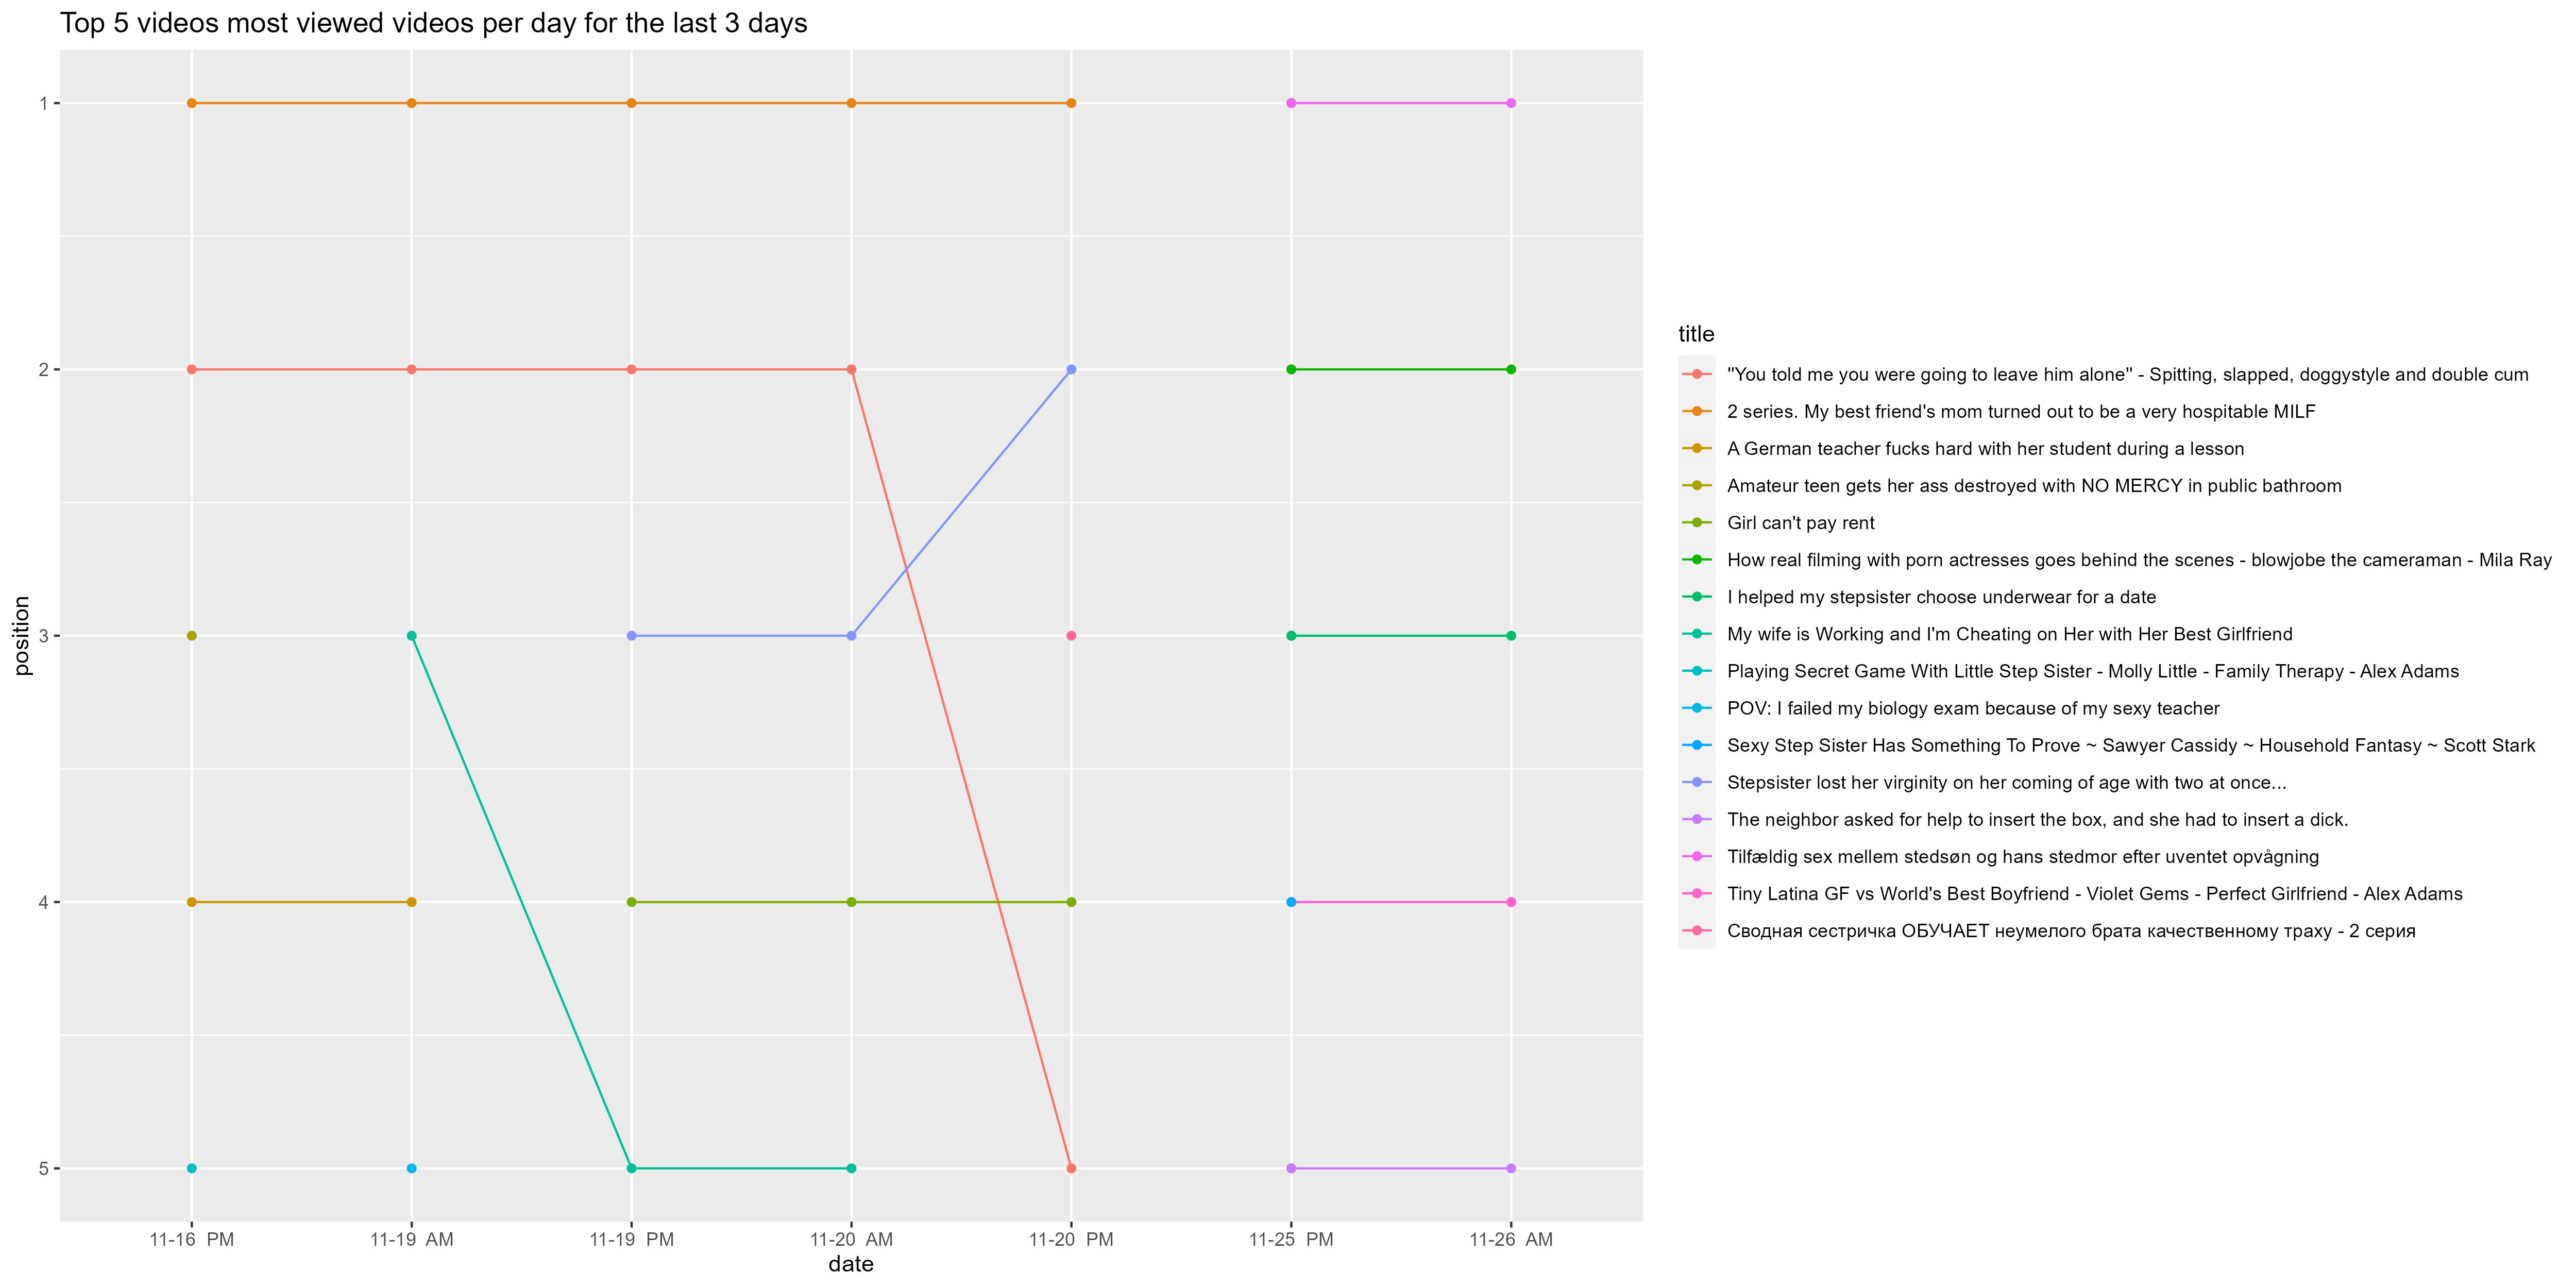 Top 5 videos most viewed videos per day for the last 3 days
position
1
2
3
4
5
11-16  PM
11-19  AM
11-19  PM
11-20  AM
11-20  PM
11-25  PM
11-26  AM
date
title
"You told me you were going to leave him alone" - Spitting, slapped, doggystyle and double cum
2 series. My best friend's mom turned out to be a very hospitable MILF
A German teacher fucks hard with her student during a lesson
Amateur teen gets her ass destroyed with NO MERCY in public bathroom
Girl can't pay rent
How real filming with porn actresses goes behind the scenes - blowjobe the cameraman - Mila Ray
I helped my stepsister choose underwear for a date
My wife is Working and I'm Cheating on Her with Her Best Girlfriend
Playing Secret Game With Little Step Sister - Molly Little - Family Therapy - Alex Adams
POV: I failed my biology exam because of my sexy teacher
Sexy Step Sister Has Something To Prove ~ Sawyer Cassidy ~ Household Fantasy ~ Scott Stark
Stepsister lost her virginity on her coming of age with two at once...
The neighbor asked for help to insert the box, and she had to insert a dick.
Tilfældig sex mellem stedsøn og hans stedmor efter uventet opvågning
Tiny Latina GF vs World's Best Boyfriend - Violet Gems - Perfect Girlfriend - Alex Adams
Сводная сестричка ОБУЧАЕТ неумелого брата качественному траху - 2 серия